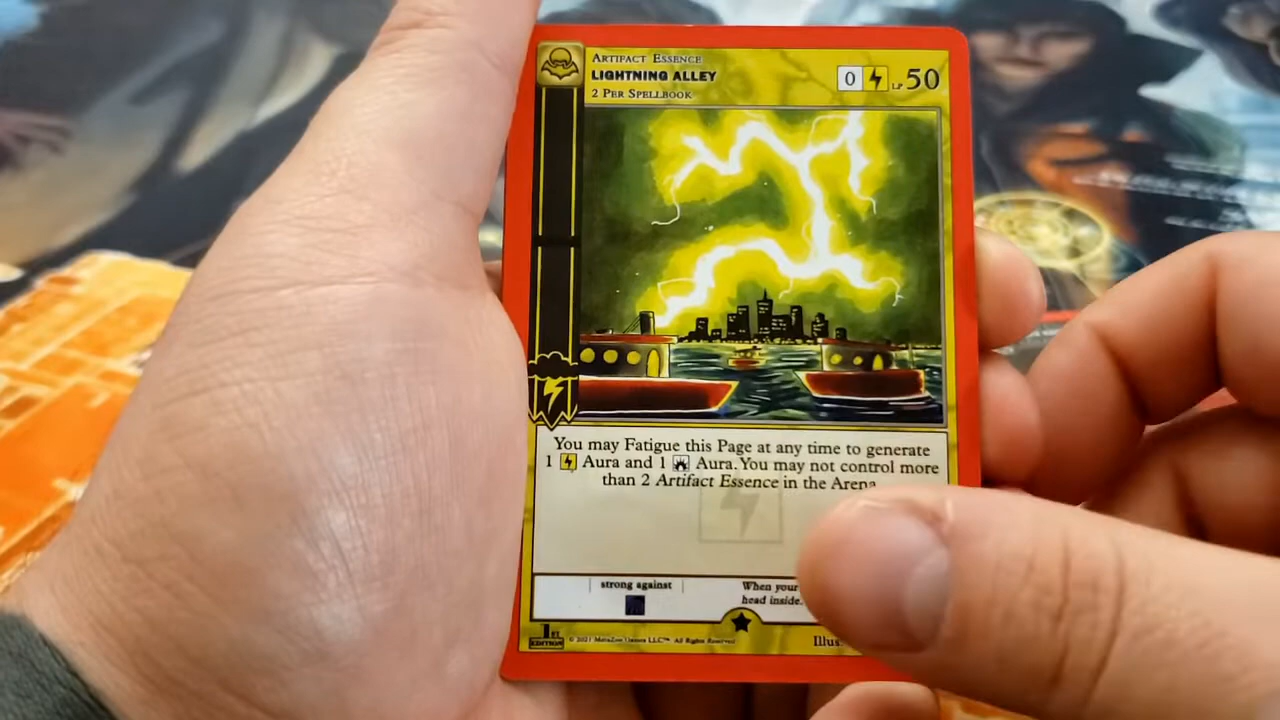 ARTIFACT ESSENCE
LIGHTNING ALLEY
2 PER SPELLBOOK
0 LP 50
You may Fatigue this Page at any time to generate
1 Aura and 1 Aura. You may not control more
than 2 Artifact Essence in the Arena
strong against
When your
head inside.
1ST
EDITION
© 2021 MetaZoo Games LLC™ All Rights Reserved
Illus.